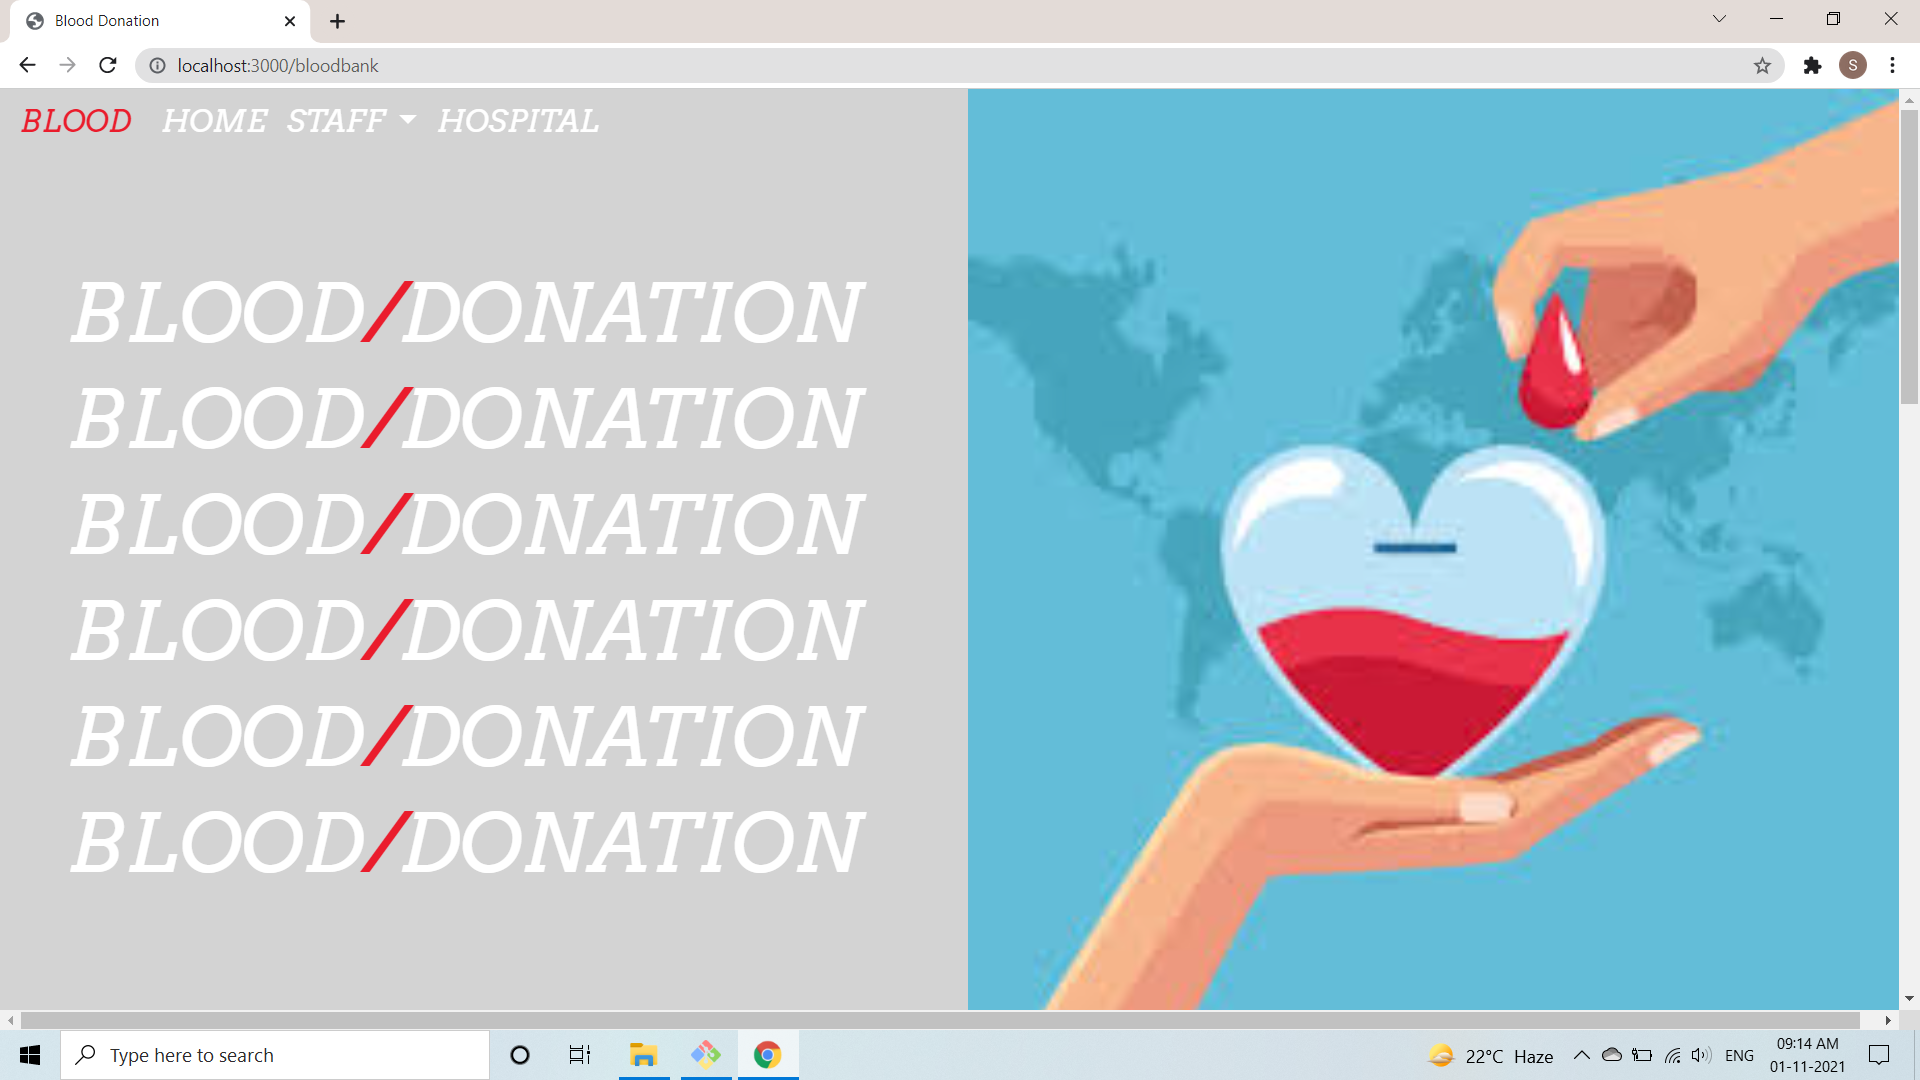 Blood Donation
localhost:3000/bloodbank
S
BLOOD HOME STAFF HOSPITAL
BLOOD/DONATION
BLOOD/DONATION
BLOOD/DONATION
BLOOD/DONATION
BLOOD/DONATION
BLOOD/DONATION
Type here to search
22°C Haze
ENG
09:14 AM
01-11-2021